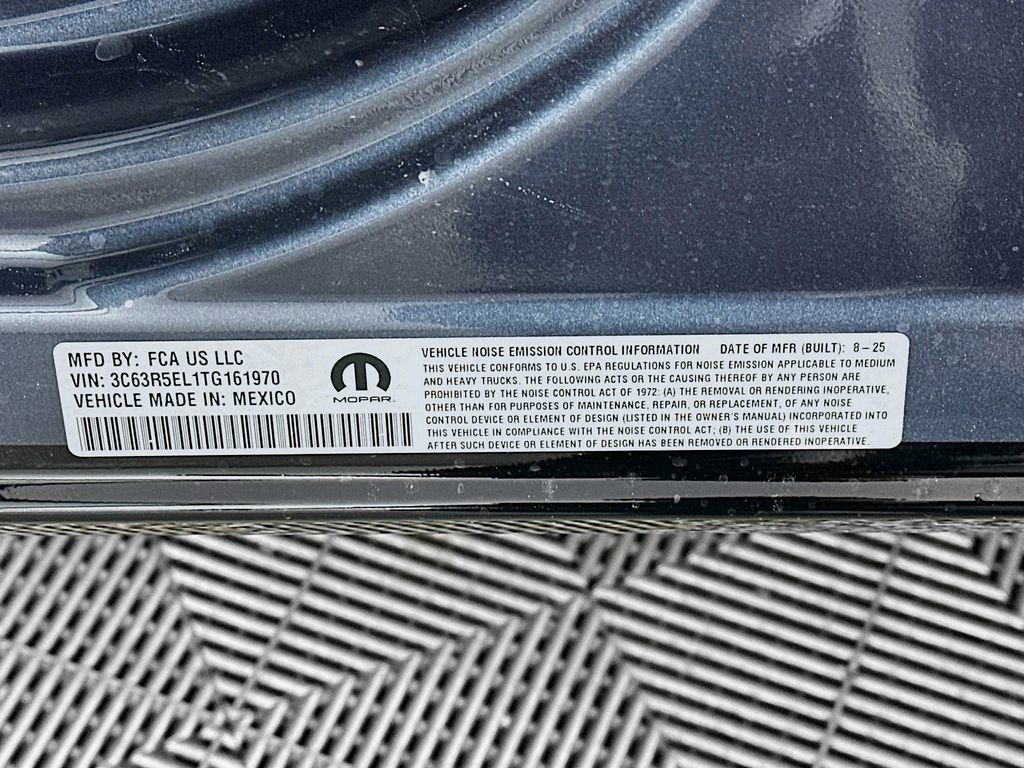 MFD BY: FCA US LLC
VIN: 3C63R5EL1TG161970
VEHICLE MADE IN: MEXICO
MOPAR®
VEHICLE NOISE EMISSION CONTROL INFORMATION DATE OF MFR (BUILT): 8-25
THIS VEHICLE CONFORMS TO U.S. EPA REGULATIONS FOR NOISE EMISSION APPLICABLE TO MEDIUM
AND HEAVY TRUCKS. THE FOLLOWING ACTS OR THE CAUSING THEREOF BY ANY PERSON ARE
PROHIBITED BY THE NOISE CONTROL ACT OF 1972: (A) THE REMOVAL OR RENDERING INOPERATIVE,
OTHER THAN FOR PURPOSES OF MAINTENANCE, REPAIR, OR REPLACEMENT, OF ANY NOISE
CONTROL DEVICE OR ELEMENT OF DESIGN (LISTED IN THE OWNER'S MANUAL) INCORPORATED INTO
THIS VEHICLE IN COMPLIANCE WITH THE NOISE CONTROL ACT; (B) THE USE OF THIS VEHICLE
AFTER SUCH DEVICE OR ELEMENT OF DESIGN HAS BEEN REMOVED OR RENDERED INOPERATIVE.